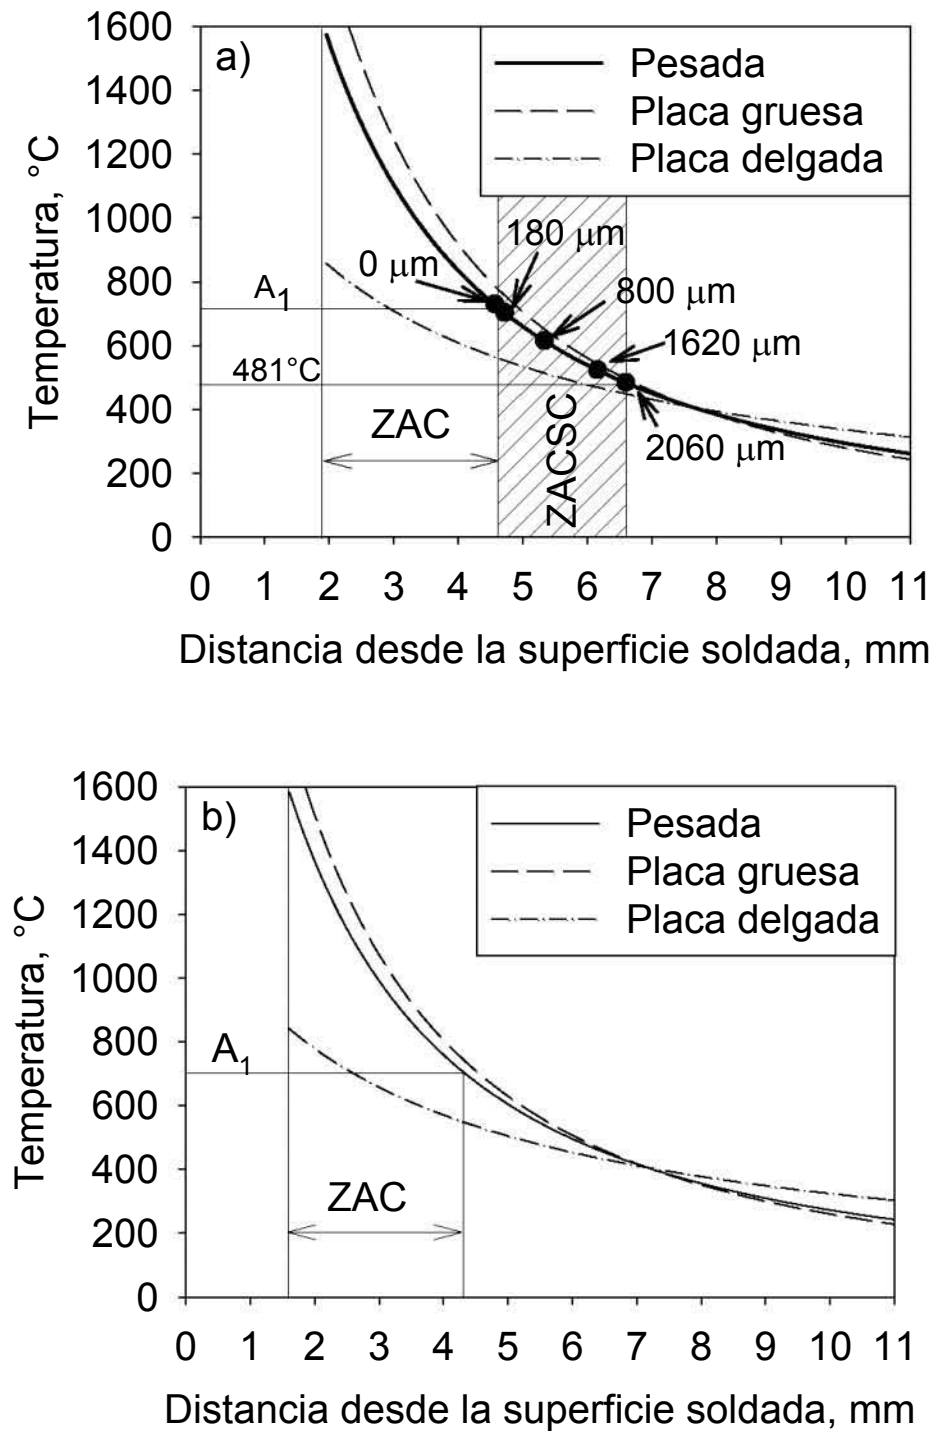 a)
Temperatura, °C
1600
1400
1200
1000
800
600
400
200
0
Pesada
Placa gruesa
Placa delgada
0 μm
180 μm
800 μm
1620 μm
2060 μm
A1
481°C
ZAC
ZACSC
0 1 2 3 4 5 6 7 8 9 10 11
Distancia desde la superficie soldada, mm
b)
Temperatura, °C
1600
1400
1200
1000
800
600
400
200
0
Pesada
Placa gruesa
Placa delgada
A1
ZAC
0 1 2 3 4 5 6 7 8 9 10 11
Distancia desde la superficie soldada, mm